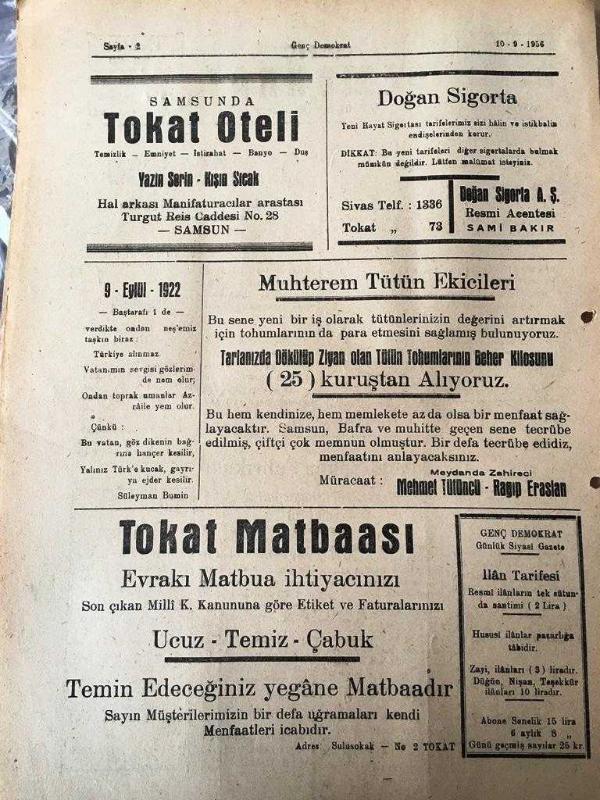 Sayfa - 2
Genç Demokrat
10 - 9 - 1956
SAMSUNDA
Tokat Oteli
Temizlik — Emniyet — İstirahat — Banyo — Duş
Yazın Serin - Kışın Sıcak
Hal arkası Manifaturacılar arastası
Turgut Reis Caddesi No. 28
— SAMSUN —
Doğan Sigorta
Yeni Hayat Sigortası tarifelerimiz sizi hâlin ve istikbalin
endişelerinden korur.
DİKKAT: Bu yeni tarifeleri diğer sigortalarda bulmak
mümkün değildir. Lütfen malûmat isteyiniz.
Sivas Telf. : 1336
Tokat „ 73
Doğan Sigorta A. Ş.
Resmi Acentesi
SAMİ BAKIR
9 - Eylül - 1922
— Baştarafı 1 de —
verdikte ondan neş'emiz
taşkın biraz :
Türkiye alınmaz
Vatanımın sevgisi gözlerim-
de nem olur;
Ondan toprak umanlar Az-
râile yem olur.
Çünkü :
Bu vatan, göz dikenin bağ-
rına hançer kesilir,
Yalınız Türk'e kucak, gayrı-
ya ejder kesilir.
Süleyman Bumin
Muhterem Tütün Ekicileri
Bu sene yeni bir iş olarak tütünlerinizin değerini artırmak
için tohumlarının da para etmesini sağlamış bulunuyoruz.
Tarlanızda Dökülüp Ziyan olan Tütün Tohumlarının Beher Kilosunu
( 25 ) kuruştan Alıyoruz.
Bu hem kendinize, hem memlekete az da olsa bir menfaat sağ-
layacaktır. Samsun, Bafra ve muhitte geçen sene tecrübe
edilmiş, çiftçi çok memnun olmuştur. Bir defa tecrübe edidiz,
menfaatını anlayacaksınız.
Müracaat : Meydanda Zahireci
Mehmet Tütüncü - Ragıp Eraslan
Tokat Matbaası
Evrakı Matbua ihtiyacınızı
Son çıkan Millî K. Kanununa göre Etiket ve Faturalarınızı
Ucuz - Temiz - Çabuk
Temin Edeceğiniz yegâne Matbaadır
Sayın Müşterilerimizin bir defa uğramaları kendi
Menfaatleri icabıdır.
Adres: Sulusokak — No 2 TOKAT
GENÇ DEMOKRAT
Günlük Siyasi Gazete
İlân Tarifesi
Resmî ilânların tek sütun-
da santimi ( 2 Lira )
Hususî ilânlar pazarlığa
tâbidir.
Zayi, ilânları ( 3 ) liradır.
Düğün, Nişan, Teşekkür
ilânları 10 liradır.
Abone Senelik 15 lira
6 aylık 8 „
Günü geçmiş sayılar 25 kr.